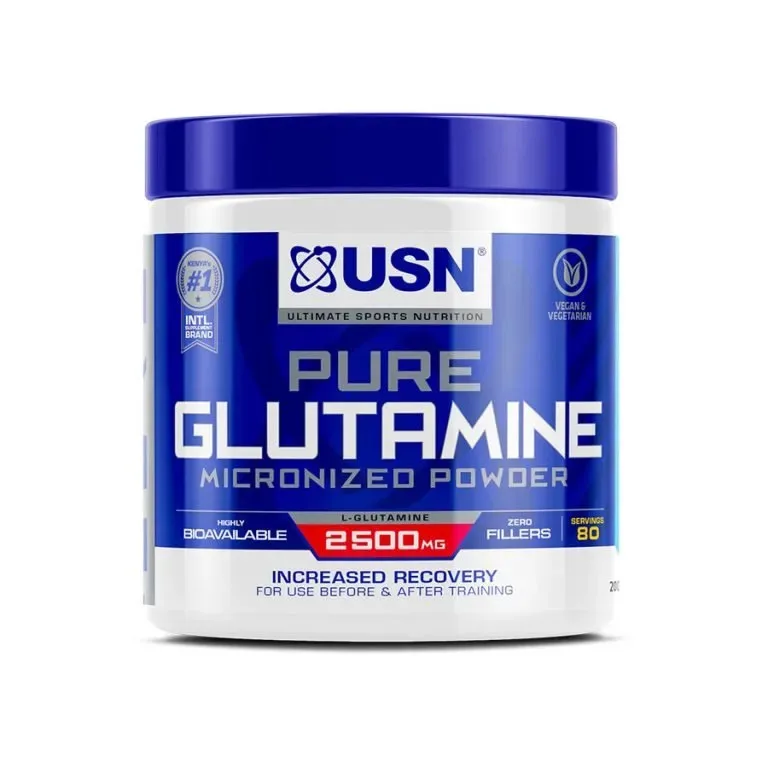 USN®
ULTIMATE SPORTS NUTRITION
KENYA'S
#1
INTL.
SUPPLEMENT
BRAND
VEGAN &
VEGETARIAN
PURE
GLUTAMINE
MICRONIZED POWDER
HIGHLY
BIOAVAILABLE
L-GLUTAMINE
2500MG
ZERO
FILLERS
SERVINGS
80
INCREASED RECOVERY
FOR USE BEFORE & AFTER TRAINING